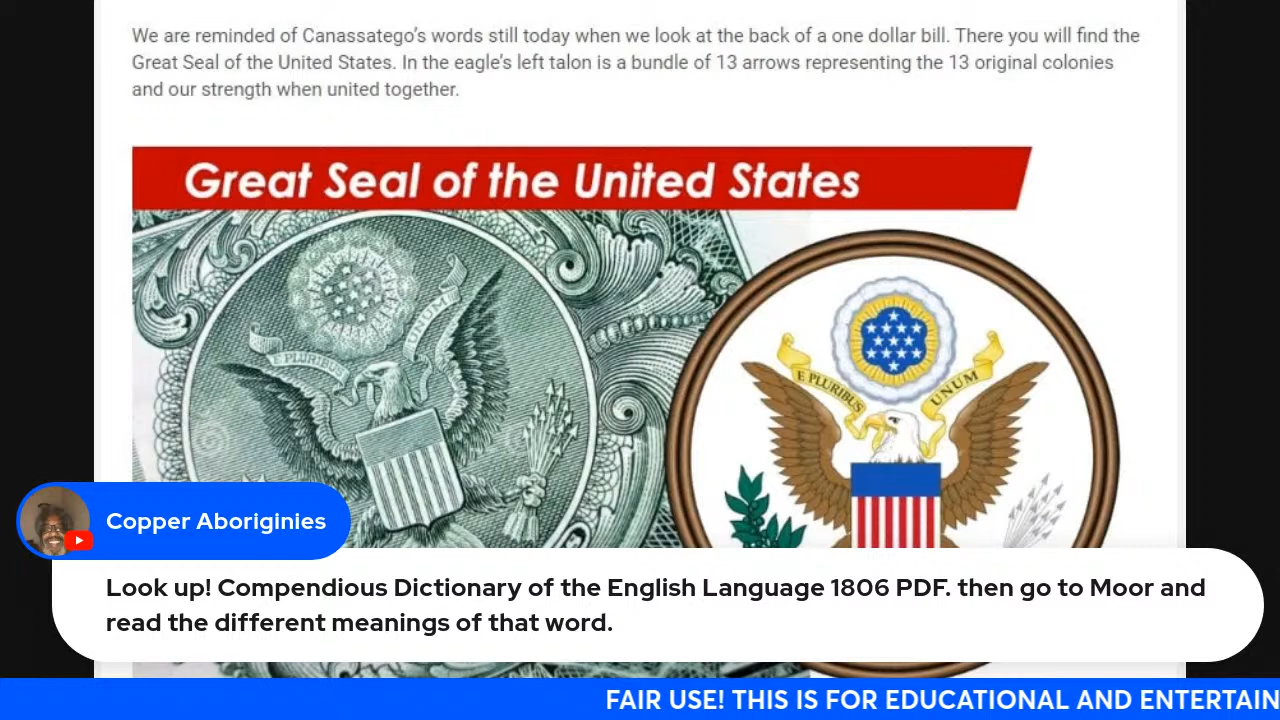 We are reminded of Canassatego’s words still today when we look at the back of a one dollar bill. There you will find the
Great Seal of the United States. In the eagle’s left talon is a bundle of 13 arrows representing the 13 original colonies
and our strength when united together.
Great Seal of the United States
E PLURIBUS
UNUM
E PLURIBUS
UNUM
Copper Aboriginies
Look up! Compendious Dictionary of the English Language 1806 PDF. then go to Moor and
read the different meanings of that word.
FAIR USE! THIS IS FOR EDUCATIONAL AND ENTERTAIN